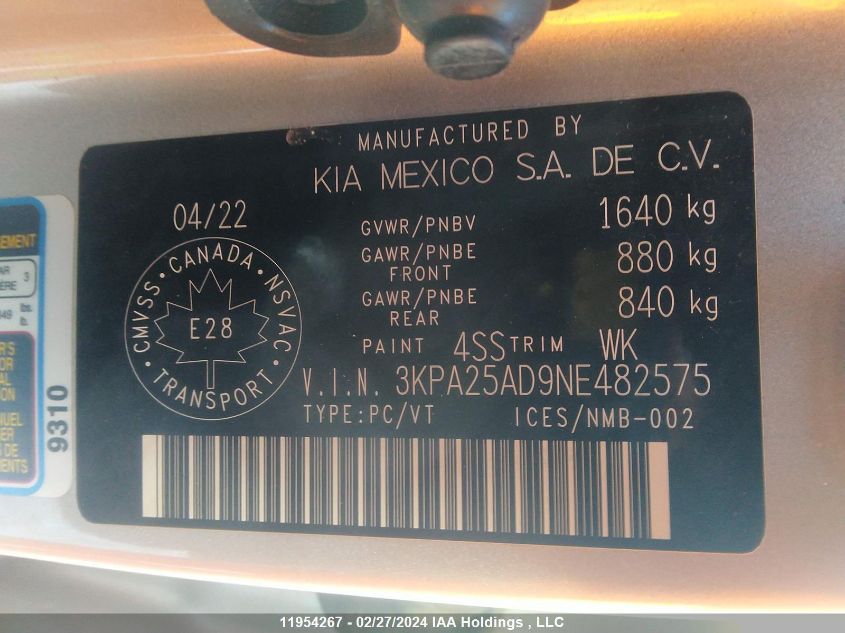 MANUFACTURED BY
KIA MEXICO S.A. DE C.V.
04/22
GVWR/PNBV 1640 kg
GAWR/PNBE FRONT 880 kg
GAWR/PNBE REAR 840 kg
PAINT 4SS TRIM WK
V.I.N. 3KPA25AD9NE482575
TYPE:PC/VT ICES/NMB-002
CMVSS · CANADA · NSVAC
E28
TRANSPORT
9310
11954267 - 02/27/2024 IAA Holdings , LLC